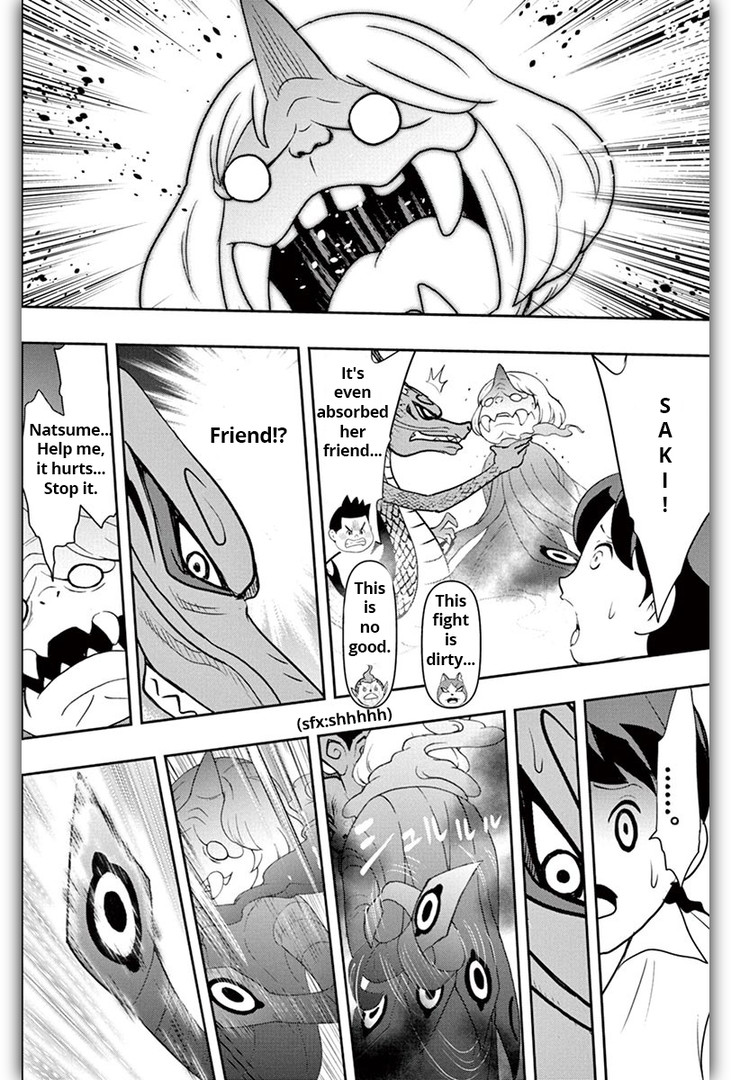 S
A
K
I
!
It's
even
absorbed
her
friend...
This
fight
is
dirty...
This
is
no
good.
Friend!?
Natsume...
Help me,
it hurts...
Stop it.
(sfx:shhhhh)
......。
シュルルル